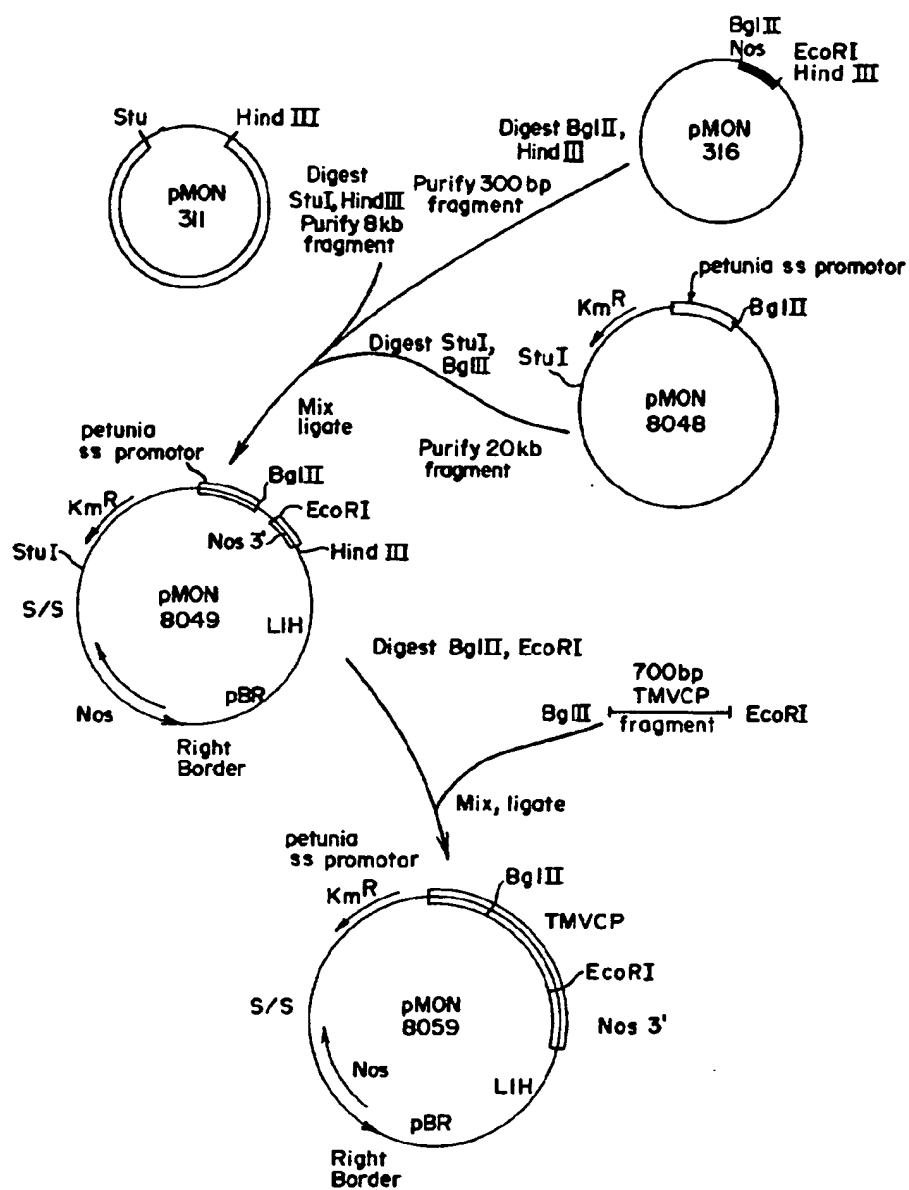 BglII
Nos
EcoRI
Hind III
pMON
316
Stu
Hind III
pMON
311
Digest BglII,
Hind III
Purify 300 bp
fragment
Digest
StuI, HindIII
Purify 8kb
fragment
petunia ss promotor
KmR
BglII
StuI
pMON
8048
Digest StuI,
BglII
Purify 20kb
fragment
Mix
ligate
petunia
ss promotor
BglII
KmR
EcoRI
Nos 3'
Hind III
StuI
S/S
pMON
8049
LIH
pBR
Nos
Right
Border
Digest BglII, EcoRI
700bp
TMVCP
fragment
BglII
EcoRI
Mix, ligate
petunia
ss promotor
KmR
BglII
TMVCP
EcoRI
S/S
pMON
8059
Nos 3'
Nos
LIH
pBR
Right
Border